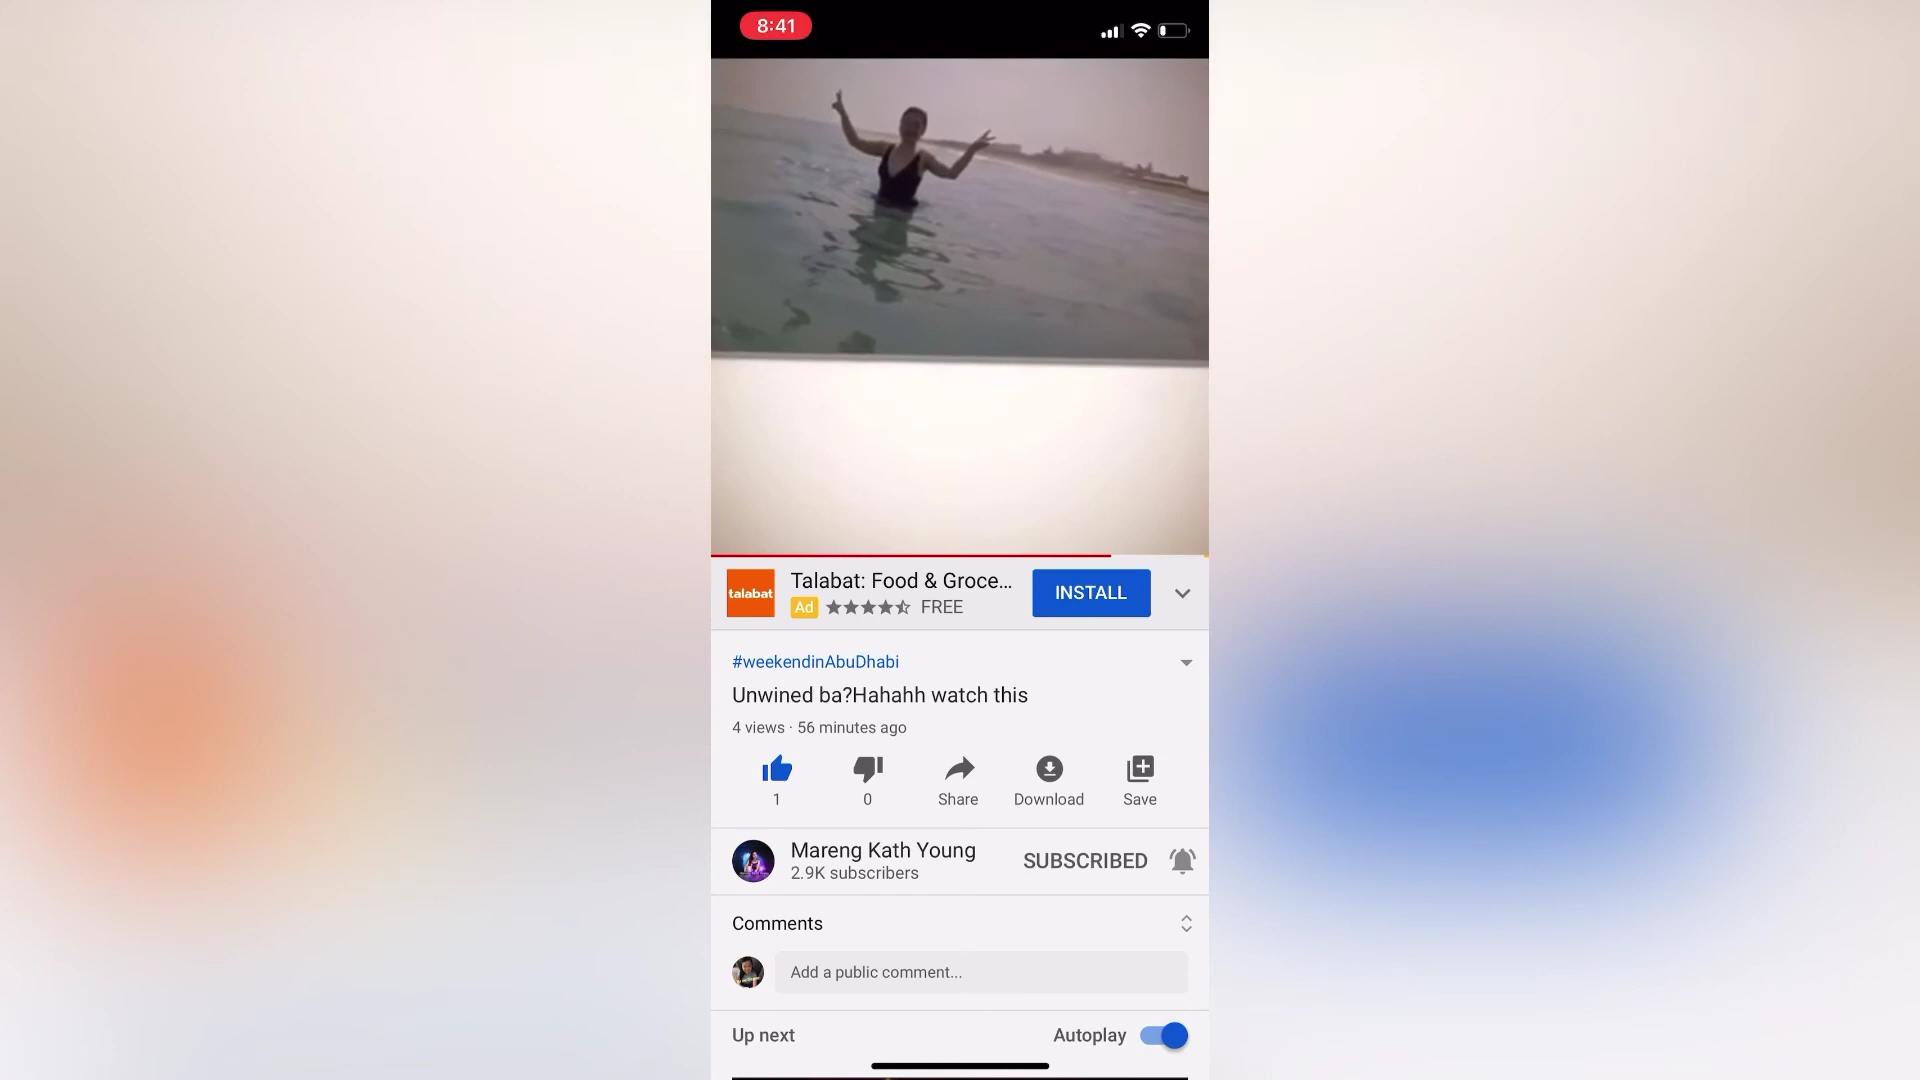 8:41
talabat
Talabat: Food & Groce...
Ad FREE
INSTALL
#weekendinAbuDhabi
Unwined ba?Hahahh watch this
4 views · 56 minutes ago
1
0
Share
Download
Save
Mareng Kath Young
2.9K subscribers
SUBSCRIBED
Comments
Add a public comment...
Up next
Autoplay